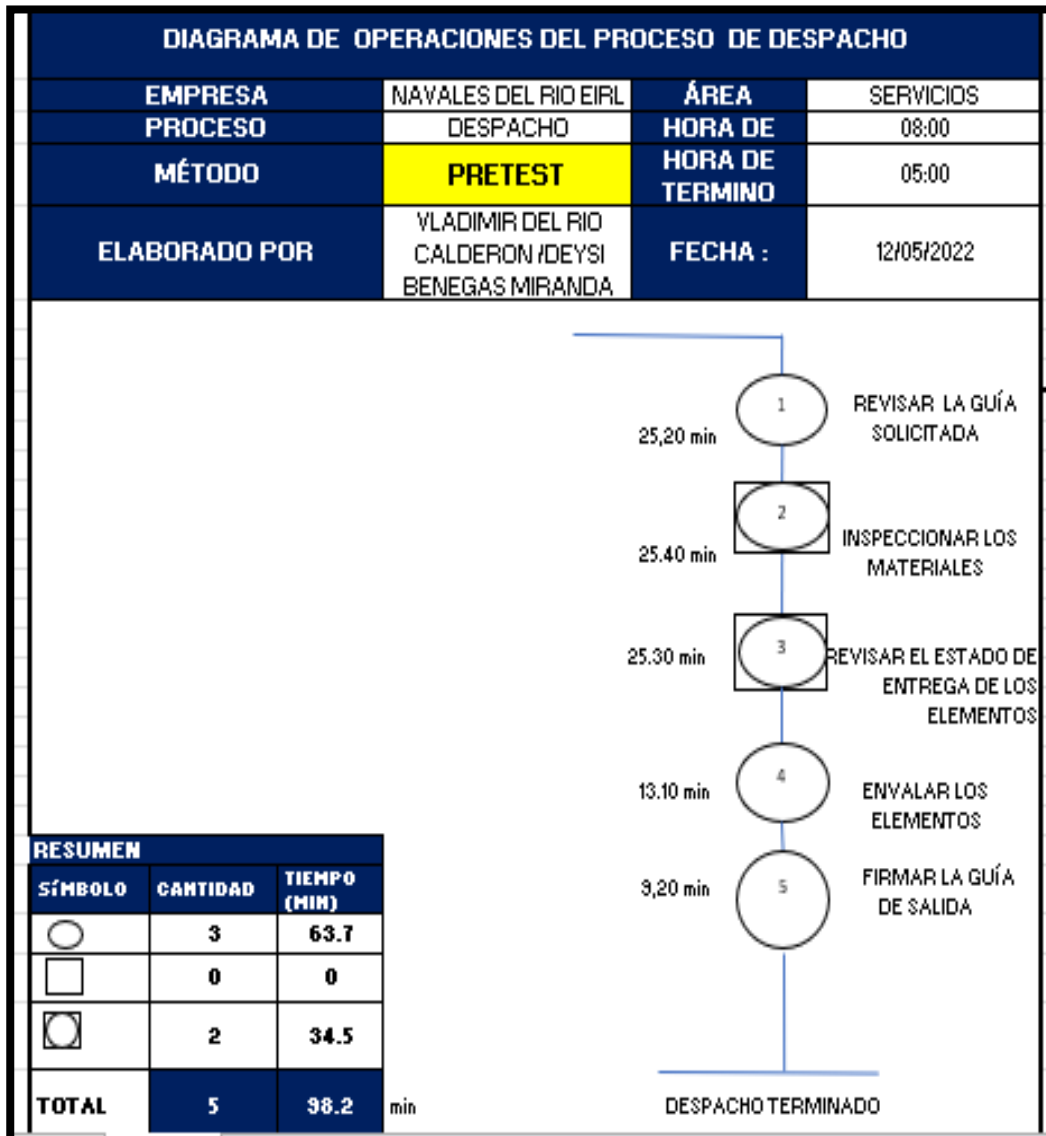 DIAGRAMA DE OPERACIONES DEL PROCESO DE DESPACHO
EMPRESA
NAVALES DEL RIO EIRL
ÁREA
SERVICIOS
PROCESO
DESPACHO
HORA DE
08:00
MÉTODO
PRETEST
HORA DE
TERMINO
05:00
ELABORADO POR
VLADIMIR DEL RIO
CALDERON /DEYSI
BENEGAS MIRANDA
FECHA :
12/05/2022
1
REVISAR LA GUÍA
SOLICITADA
25,20 min
2
INSPECCIONAR LOS
MATERIALES
25.40 min
3
REVISAR EL ESTADO DE
ENTREGA DE LOS
ELEMENTOS
25.30 min
4
ENVALAR LOS
ELEMENTOS
13.10 min
5
FIRMAR LA GUÍA
DE SALIDA
9,20 min
DESPACHO TERMINADO
RESUMEN
SÍMBOLO
CANTIDAD
TIEMPO
(MIN)
3
63.7
0
0
2
34.5
TOTAL
5
98.2
min